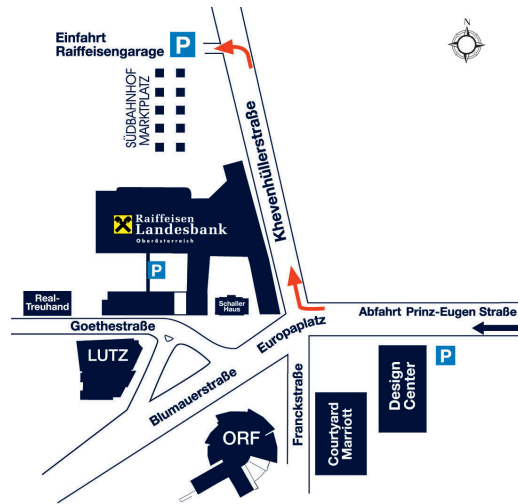 N
Einfahrt
Raiffeisengarage
P
SÜDBAHNHOF
MARKTPLATZ
Khevenhüllerstraße
Raiffeisen
Landesbank
Oberösterreich
P
Real-
Treuhand
Schaller
Haus
Goethestraße
Europaplatz
Abfahrt Prinz-Eugen Straße
LUTZ
Blumauerstraße
Franckstraße
ORF
Courtyard
Marriott
Design
Center
P